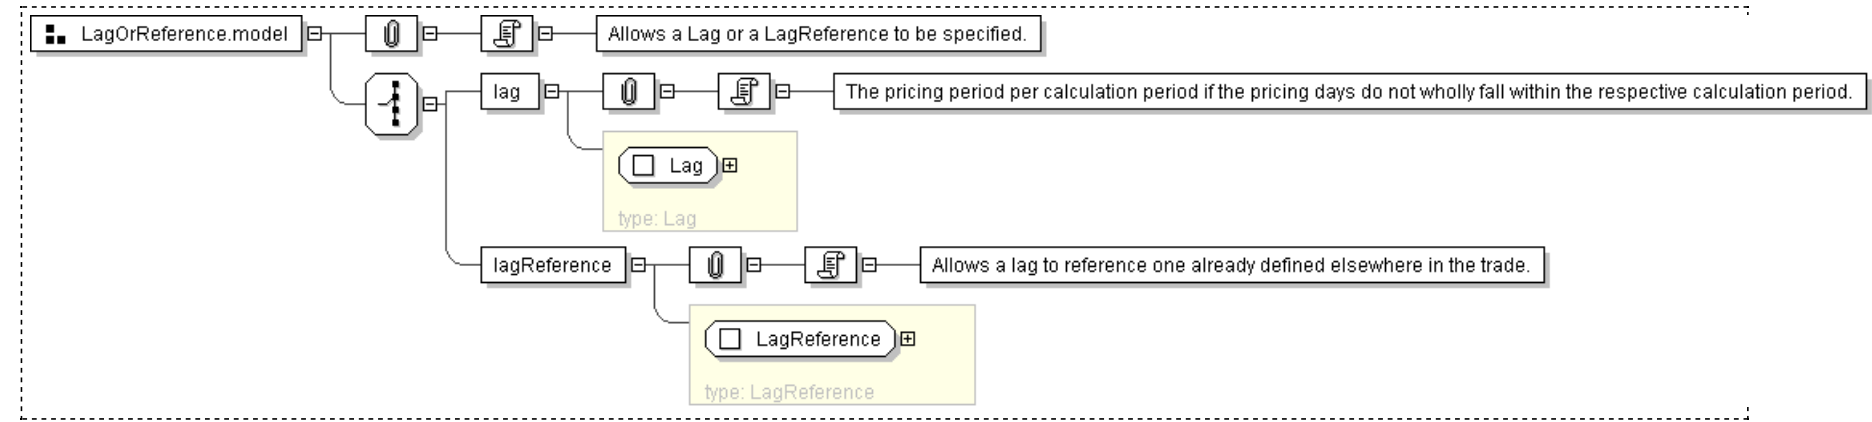 LagOrReference.model
Allows a Lag or a LagReference to be specified.
lag
The pricing period per calculation period if the pricing days do not wholly fall within the respective calculation period.
Lag
type: Lag
lagReference
Allows a lag to reference one already defined elsewhere in the trade.
LagReference
type: LagReference